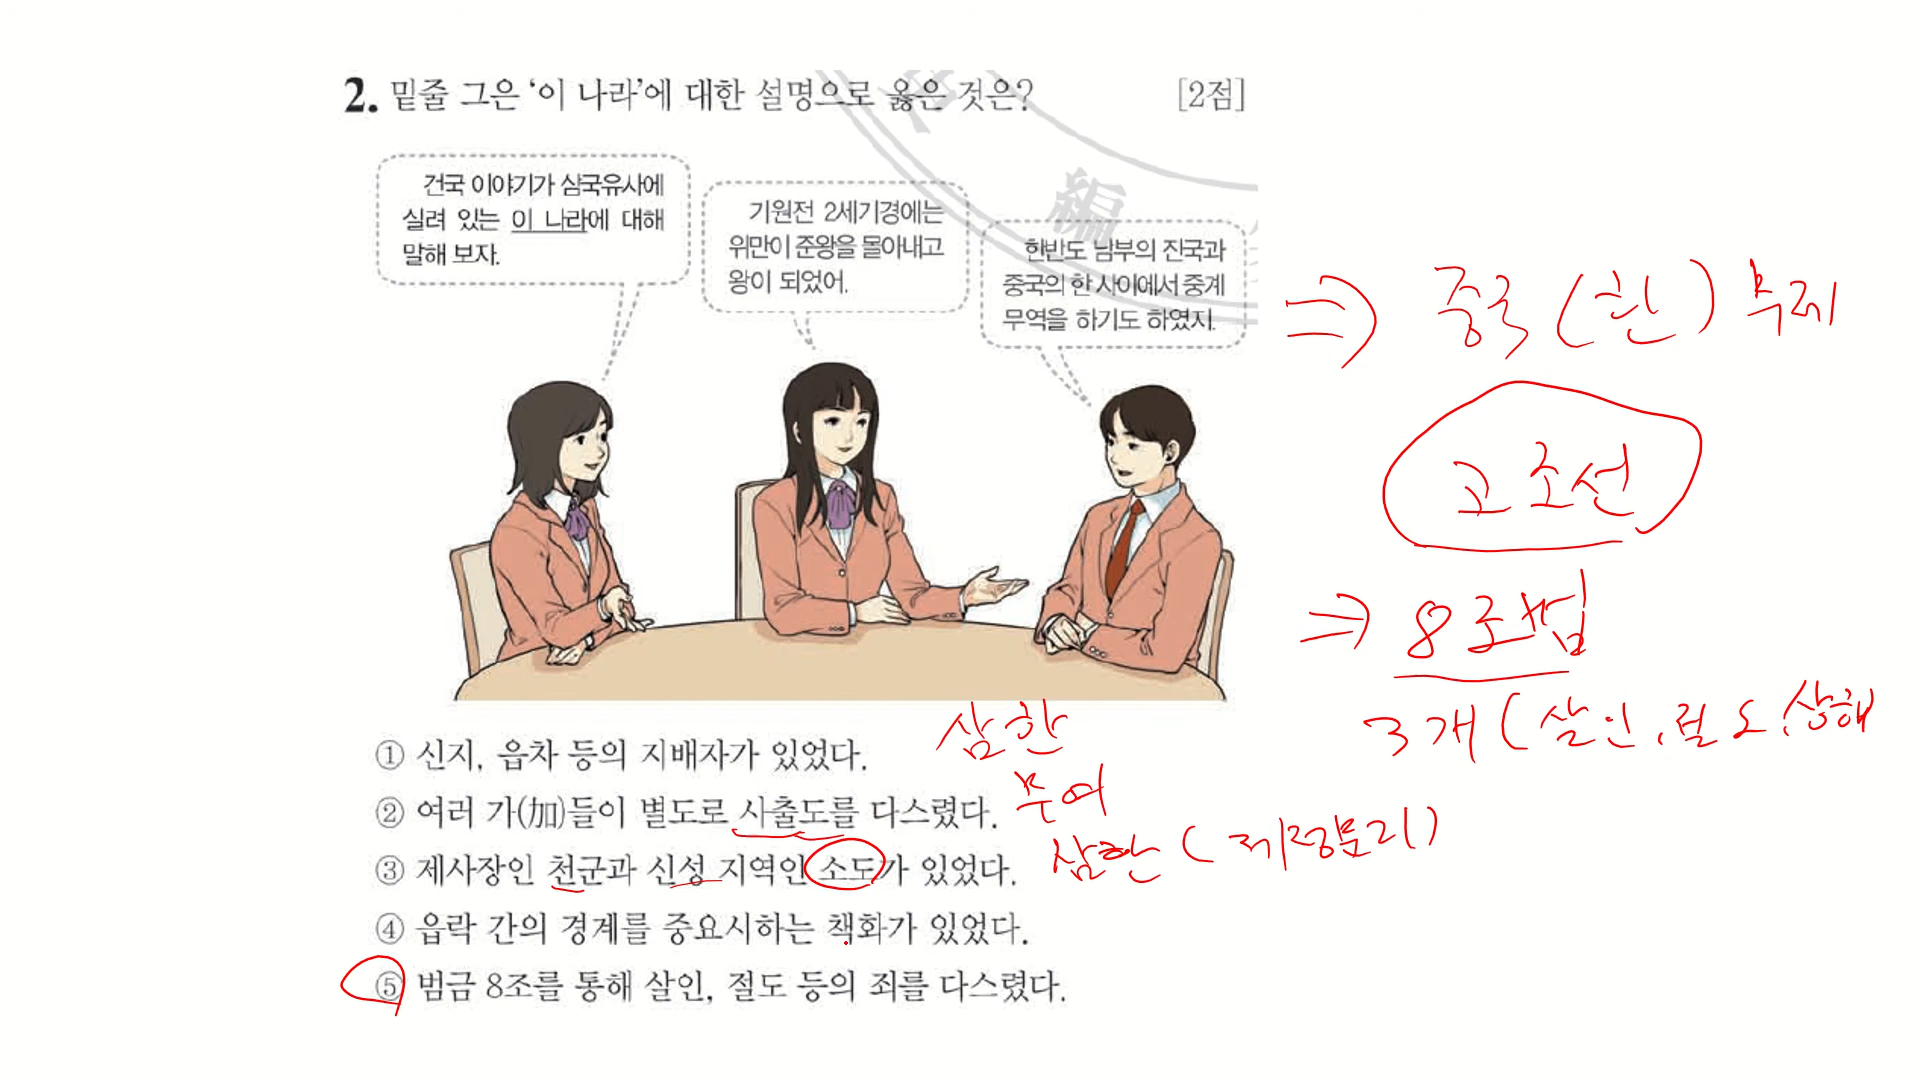 2. 밑줄 그은 '이 나라'에 대한 설명으로 옳은 것은? [2점]
건국 이야기가 삼국유사에
실려 있는 이 나라에 대해
말해 보자.
기원전 2세기경에는
위만이 준왕을 몰아내고
왕이 되었어.
한반도 남부의 진국과
중국의 한 사이에서 중계
무역을 하기도 하였지.
編
⇒ 중국 (한) 무제
고조선
⇒ 8조법
3개 (살인, 절도, 상해
① 신지, 읍차 등의 지배자가 있었다. 삼한
② 여러 가(加)들이 별도로 사출도를 다스렸다. 부여
③ 제사장인 천군과 신성 지역인 소도가 있었다. 삼한 (제정분리)
④ 읍락 간의 경계를 중요시하는 책화가 있었다.
⑤ 범금 8조를 통해 살인, 절도 등의 죄를 다스렸다.